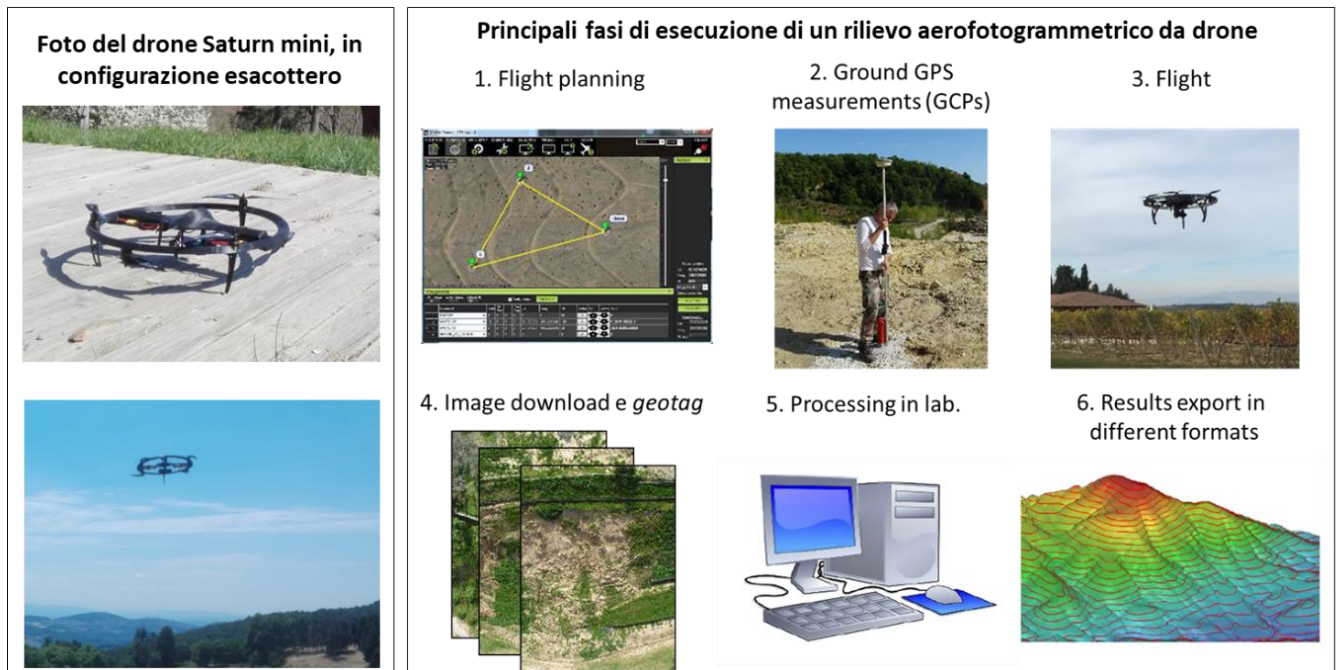 Foto del drone Saturn mini, in
configurazione esacottero
Principali fasi di esecuzione di un rilievo aerofotogrammetrico da drone
1. Flight planning
2. Ground GPS
measurements (GCPs)
3. Flight
4. Image download e geotag
5. Processing in lab.
6. Results export in
different formats